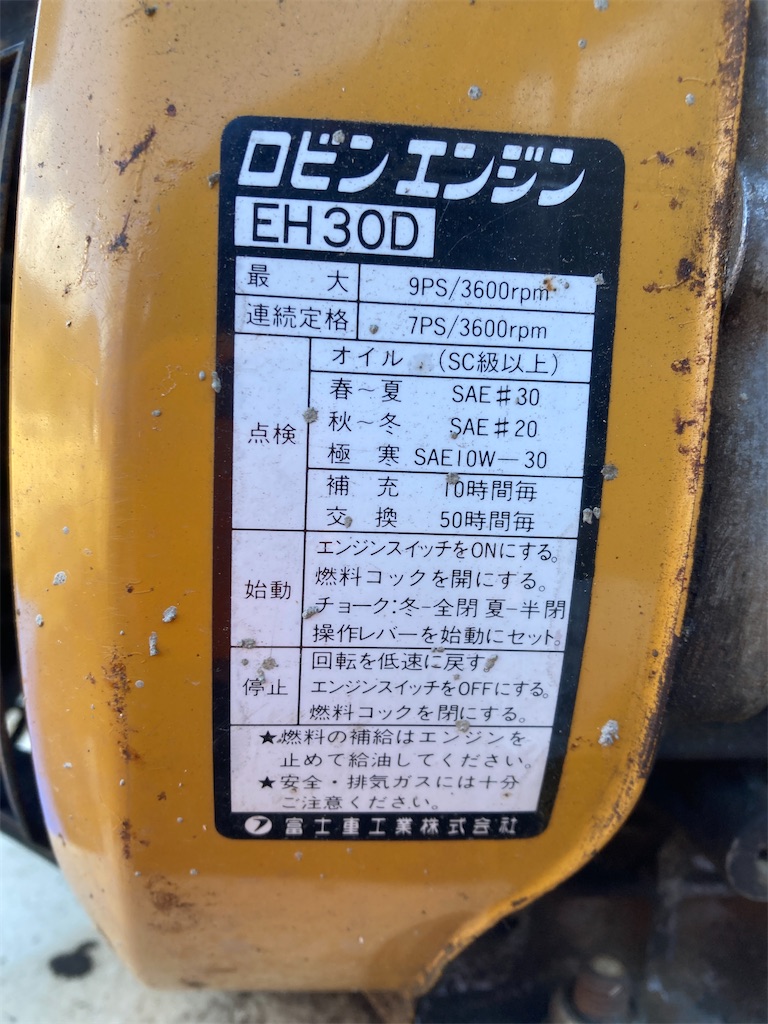 ロビンエンジン
EH30D
最大 9PS/3600rpm
連続定格 7PS/3600rpm
点検
オイル (SC級以上)
春~夏 SAE♯30
秋~冬 SAE♯20
極寒 SAE10W-30
補充 10時間毎
交換 50時間毎
始動
エンジンスイッチをONにする。
燃料コックを開にする。
チョーク:冬-全閉 夏-半閉
操作レバーを始動にセット。
停止
回転を低速に戻す。
エンジンスイッチをOFFにする。
燃料コックを閉にする。
★燃料の補給はエンジンを
止めて給油してください。
★安全・排気ガスには十分
ご注意ください。
富士重工業株式会社